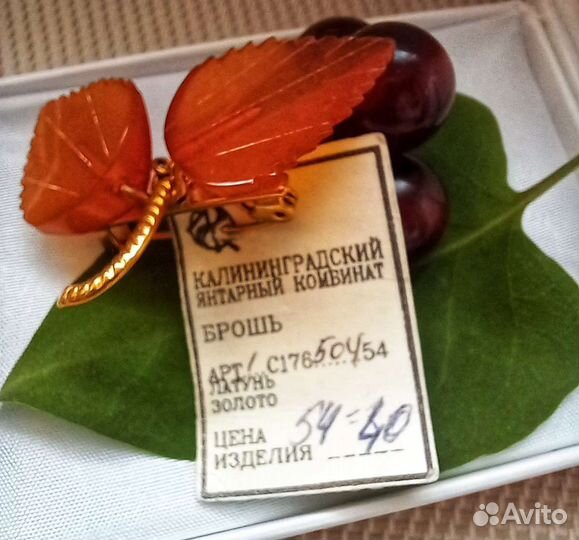 КАЛИНИНГРАДСКИЙ
ЯНТАРНЫЙ КОМБИНАТ
БРОШЬ
АРТ. С176504/54
ЛАТУНЬ
ЗОЛОТО
ЦЕНА 54=40
ИЗДЕЛИЯ
Avito